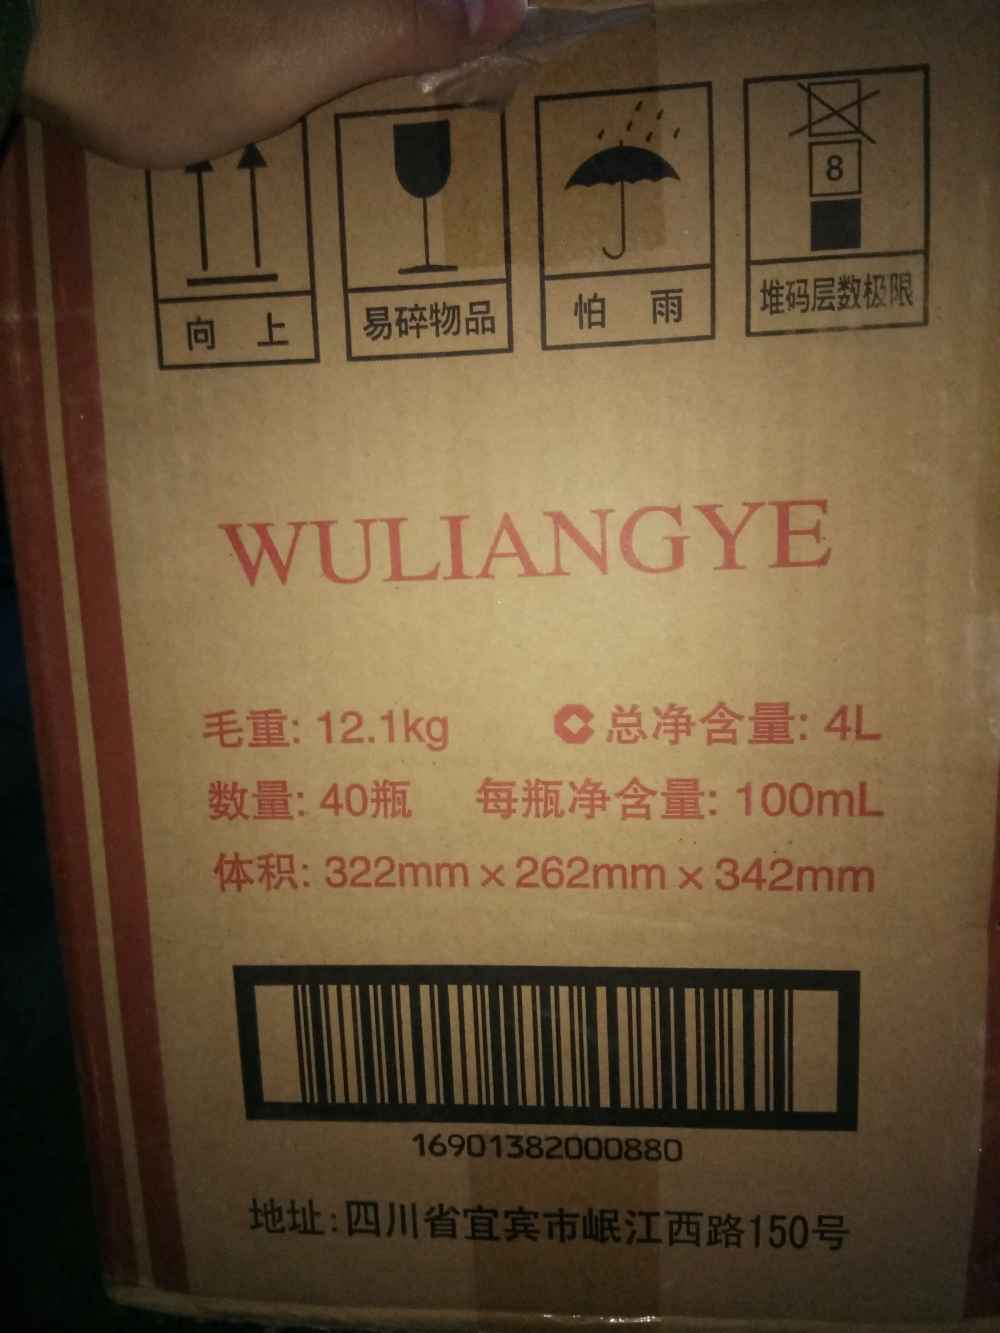 8
向上 易碎物品 怕雨 堆码层数极限
WULIANGYE
毛重: 12.1kg 总净含量: 4L
数量: 40瓶 每瓶净含量: 100mL
体积: 322mm×262mm×342mm
16901382000880
地址:四川省宜宾市岷江西路150号